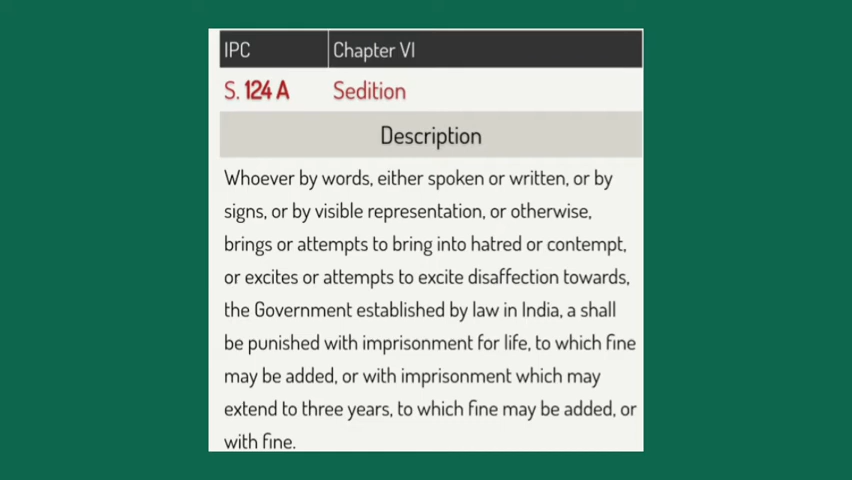 IPC Chapter VI
S. 124 A Sedition
Description
Whoever by words, either spoken or written, or by
signs, or by visible representation, or otherwise,
brings or attempts to bring into hatred or contempt,
or excites or attempts to excite disaffection towards,
the Government established by law in India, a shall
be punished with imprisonment for life, to which fine
may be added, or with imprisonment which may
extend to three years, to which fine may be added, or
with fine.